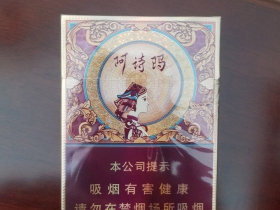 阿诗玛
本公司提示
吸烟有害健康
请勿在禁烟场所吸烟